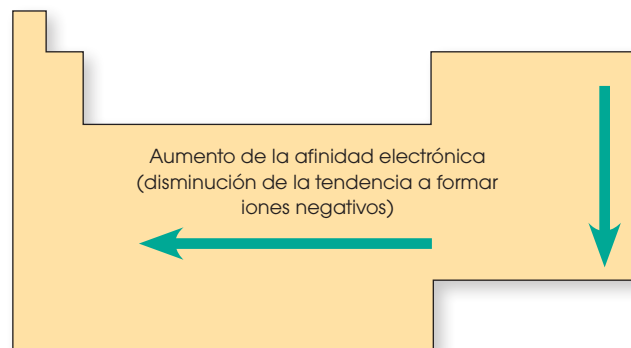 Aumento de la afinidad electrónica
(disminución de la tendencia a formar
iones negativos)